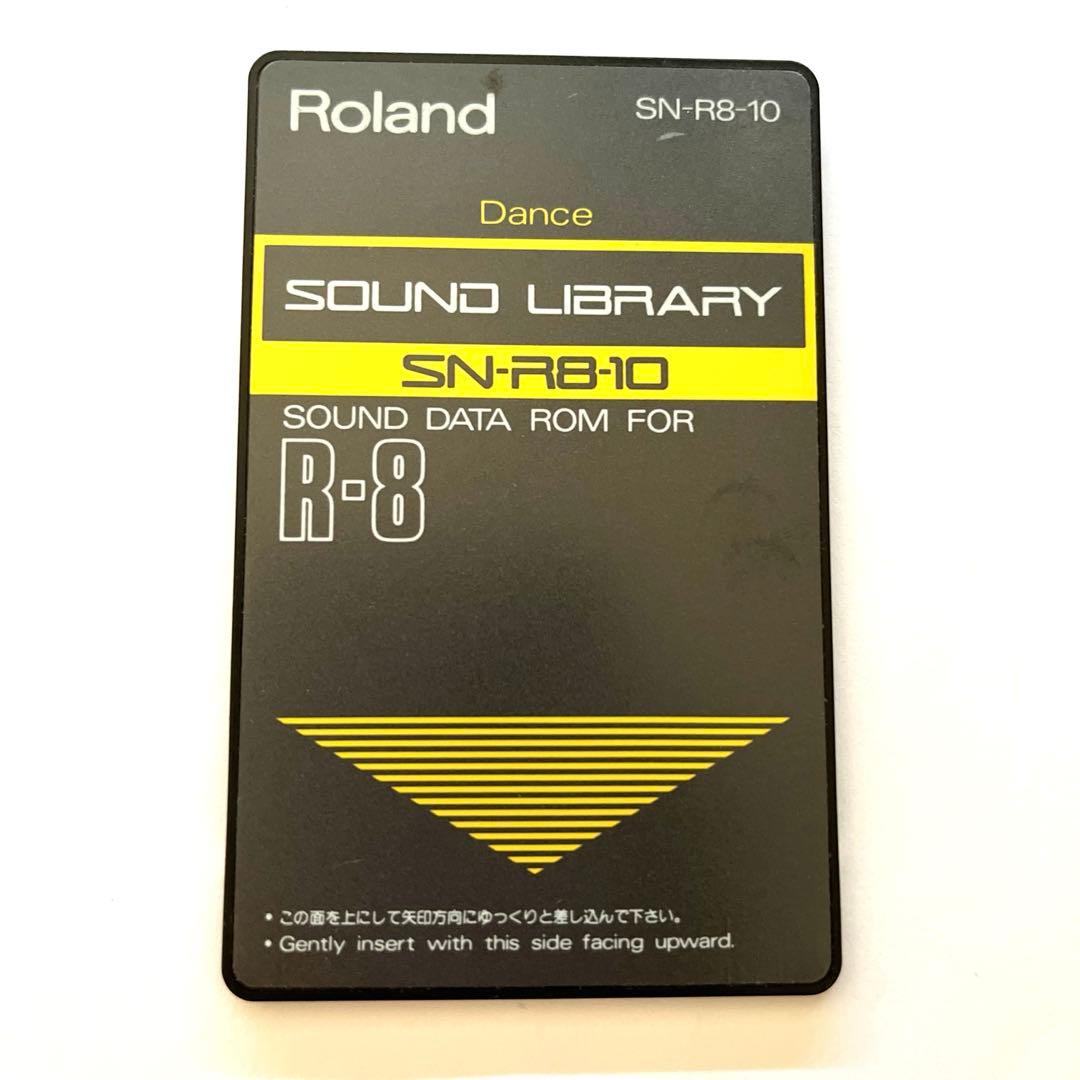 Roland SN-R8-10
Dance
SOUND LIBRARY
SN-R8-10
SOUND DATA ROM FOR
R-8
• この面を上にして矢印方向にゆっくりと差し込んで下さい。
• Gently insert with this side facing upward.